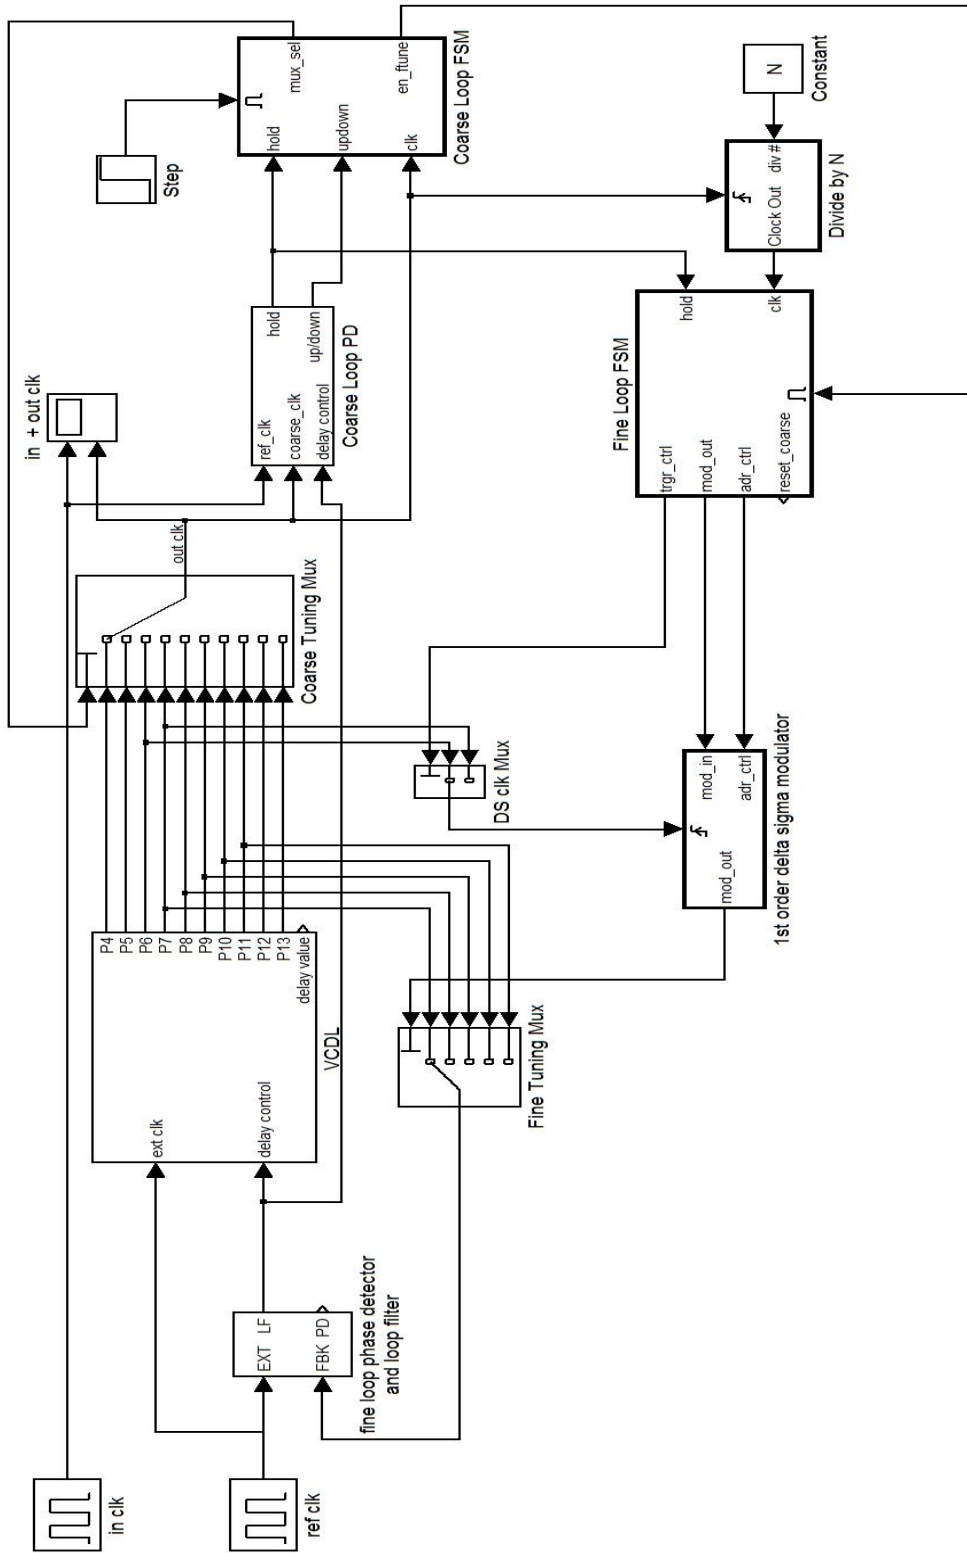 in clk
ref clk
EXT LF
FBK PD
fine loop phase detector
and loop filter
ext clk
delay control
P4
P5
P6
P7
P8
P9
P10
P11
P12
P13
delay value
VCDL
Fine Tuning Mux
Coarse Tuning Mux
out clk
DS clk Mux
in + out clk
ref_clk
coarse_clk
delay control
hold
up/down
Coarse Loop PD
Step
hold
updown
clk
mux_sel
en_ftune
Coarse Loop FSM
mod_out
mod_in
adr_ctrl
1st order delta sigma modulator
Fine Loop FSM
trgr_ctrl
mod_out
adr_ctrl
reset_coarse
hold
clk
Clock Out div #
Divide by N
N
Constant